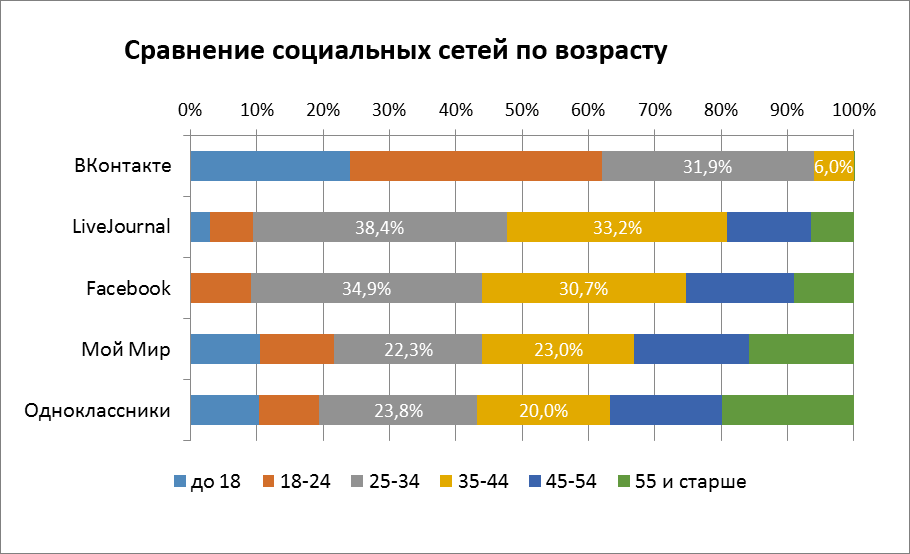 Сравнение социальных сетей по возрасту
0% 10% 20% 30% 40% 50% 60% 70% 80% 90% 100%
ВКонтакте 31,9% 6,0%
LiveJournal 38,4% 33,2%
Facebook 34,9% 30,7%
Мой Мир 22,3% 23,0%
Одноклассники 23,8% 20,0%
до 18 18-24 25-34 35-44 45-54 55 и старше